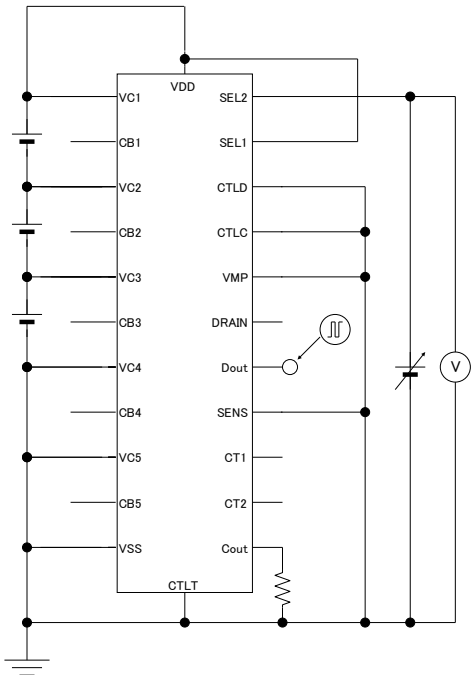 VDD
VC1
CB1
VC2
CB2
VC3
CB3
VC4
CB4
VC5
CB5
VSS
CTLT
SEL2
SEL1
CTLD
CTLC
VMP
DRAIN
Dout
SENS
CT1
CT2
Cout
V